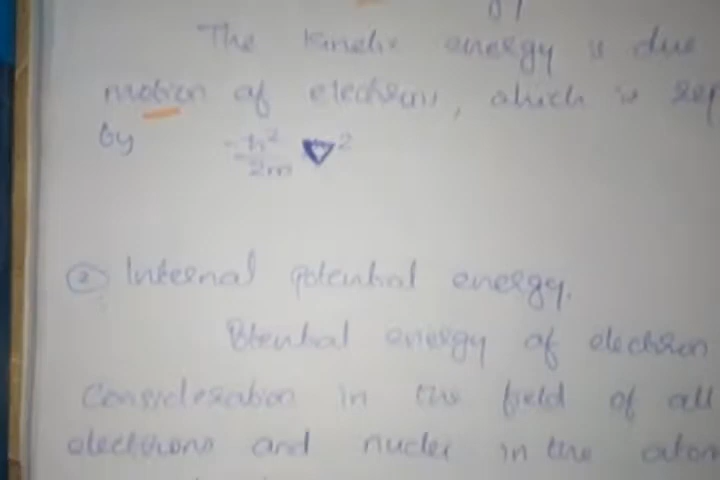 The kinetic energy is due
motion of electrons, which is rep
by -ħ²/2m ∇²
② Internal potential energy.
Potential energy of electron
Consideration in the field of all
electrons and nuclei in the atom